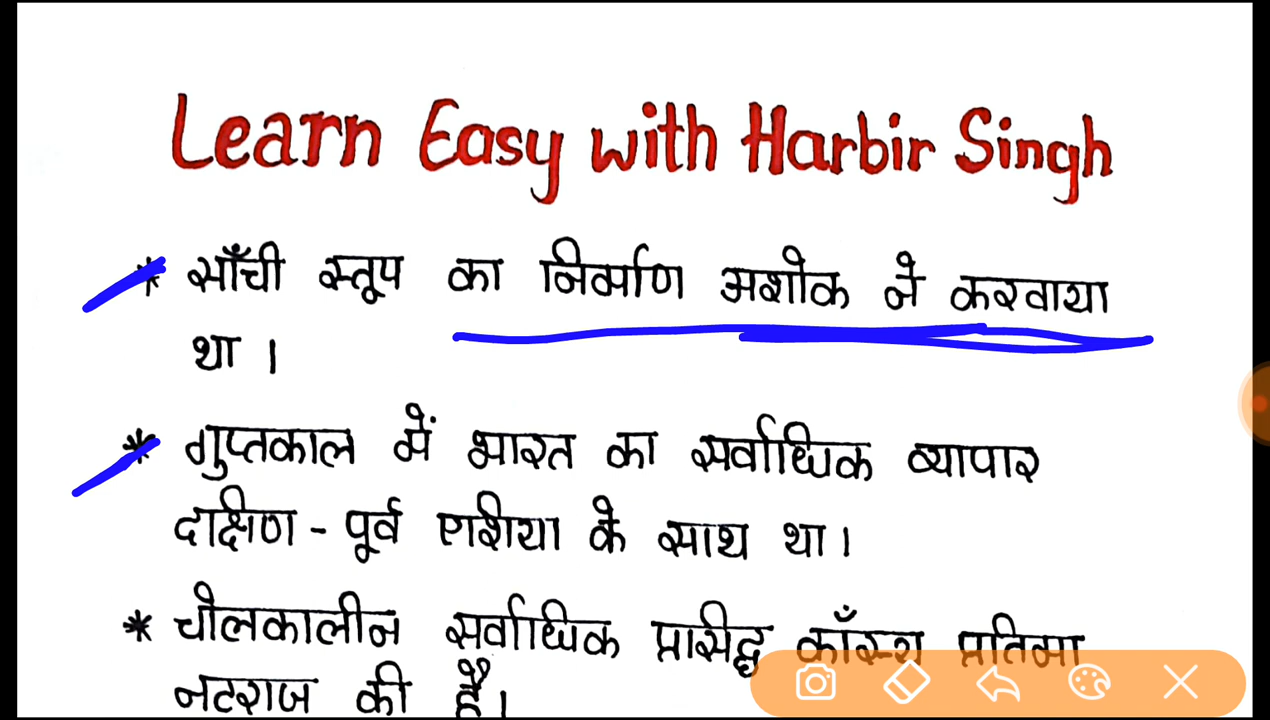 Learn Easy with Harbir Singh
* साँची स्तूप का निर्माण अशोक ने करवाया
था ।
* गुप्तकाल में भारत का सर्वाधिक व्यापार
दक्षिण - पूर्व एशिया के साथ था ।
* चोलकालीन सर्वाधिक प्रसिद्ध काँस्य प्रतिमा
नटराज की है ।